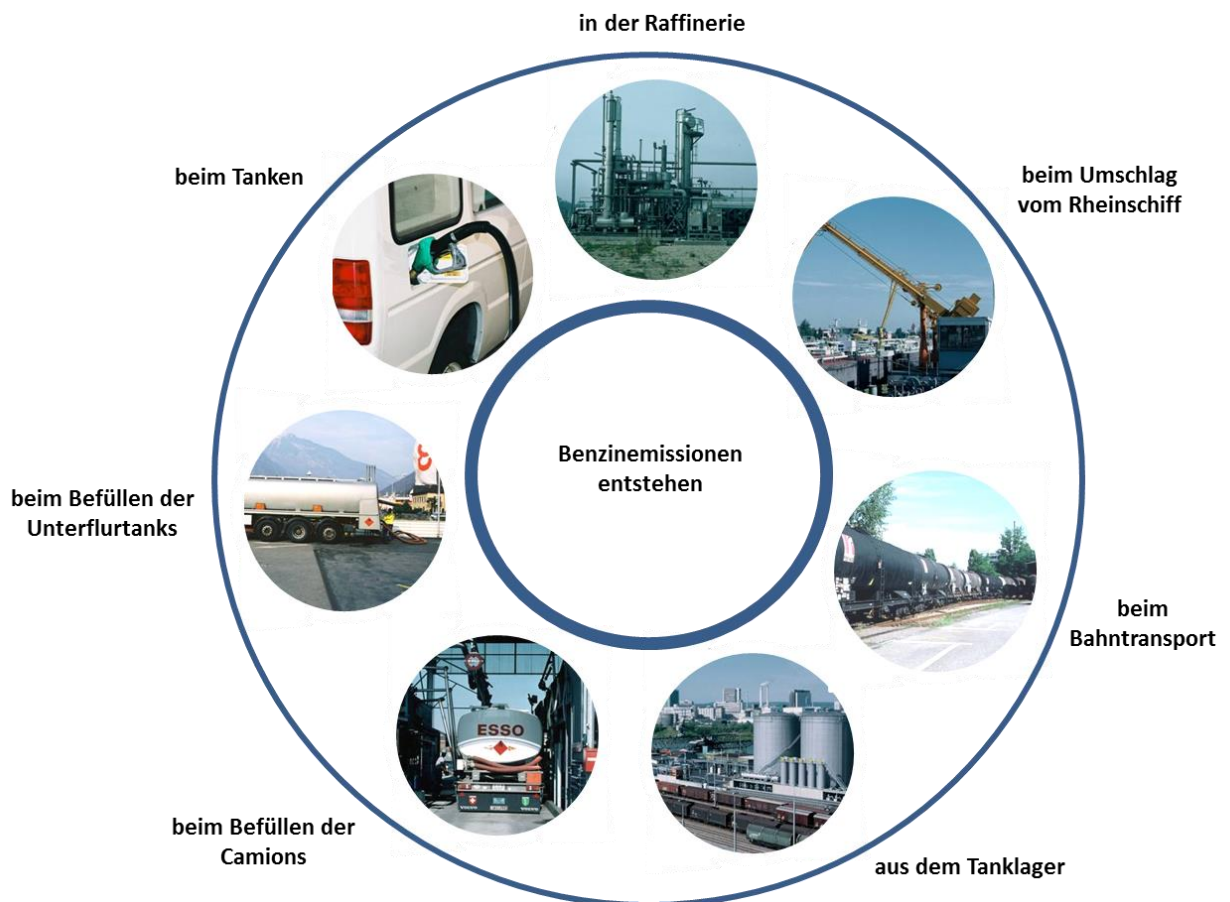 in der Raffinerie
beim Umschlag
vom Rheinschiff
beim
Bahntransport
aus dem Tanklager
beim Befüllen der
Camions
beim Befüllen der
Unterflurtanks
beim Tanken
Benzinemissionen
entstehen
ESSO